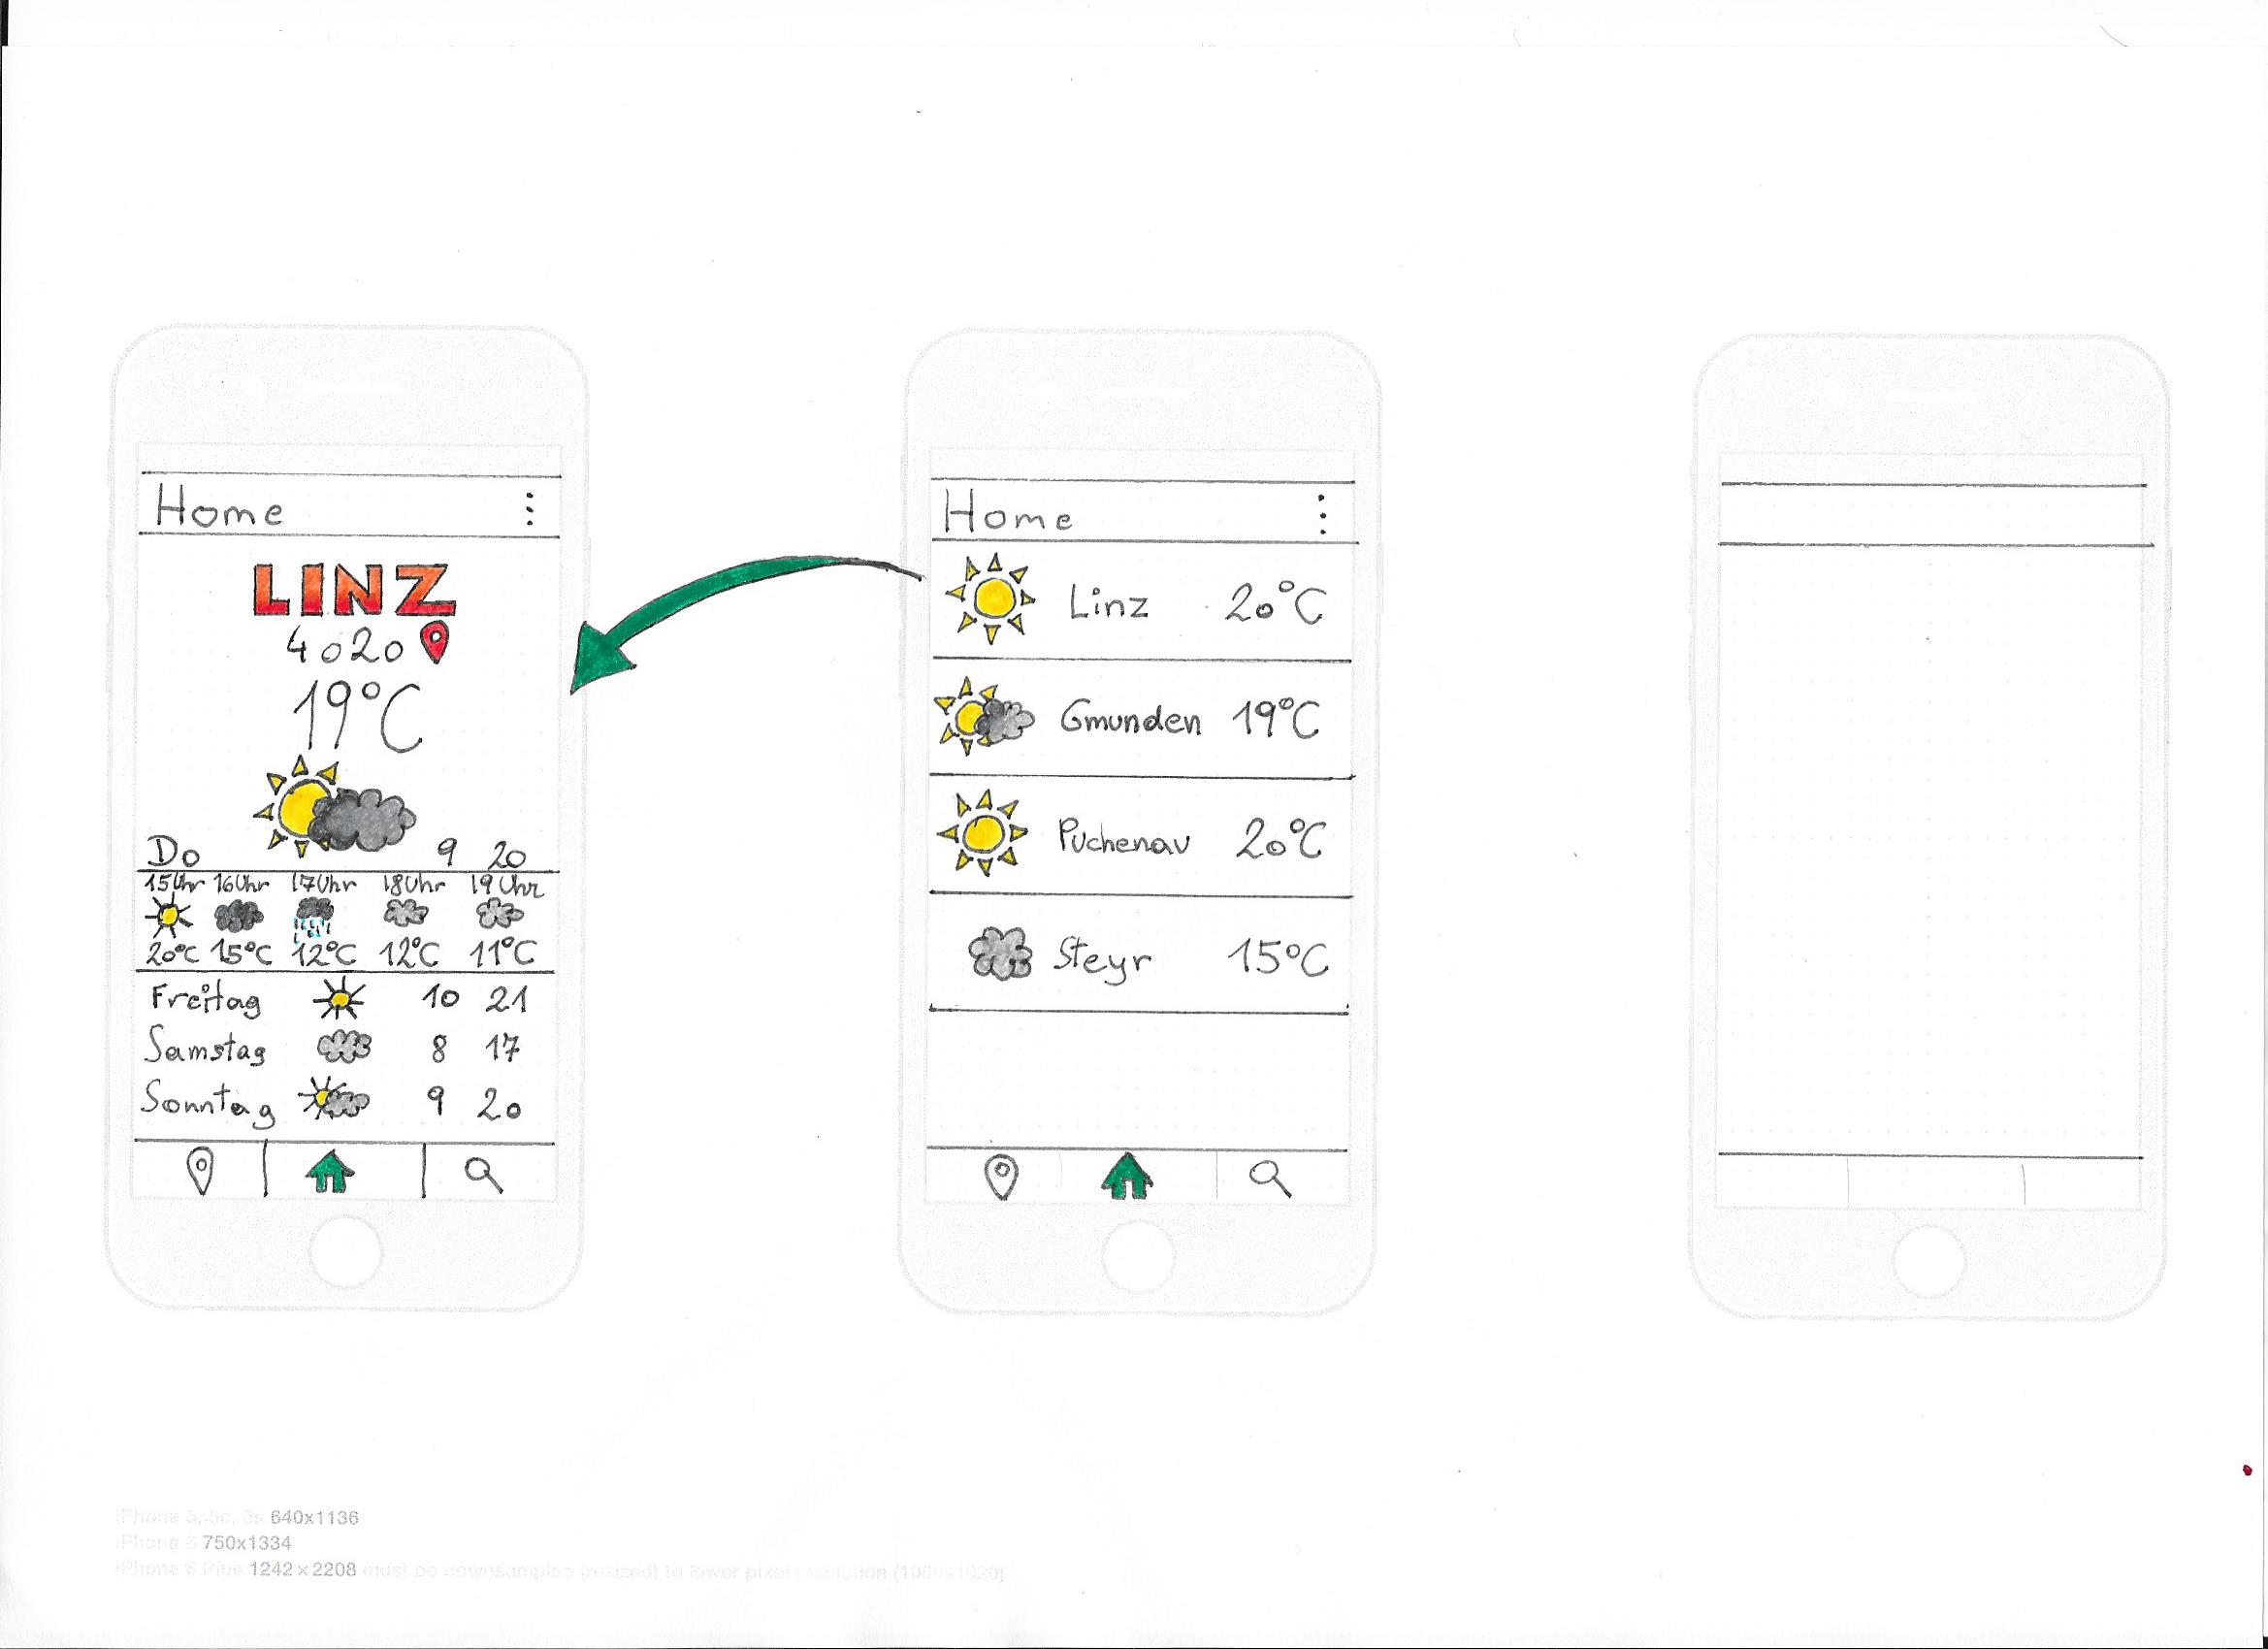 Home
LINZ
4020
19°C
Do 9 20
15Uhr 16Uhr 17Uhr 18Uhr 19Uhr
20°C 15°C 12°C 12°C 11°C
Freitag 10 21
Samstag 8 17
Sonntag 9 20
Home
Linz 20°C
Gmunden 19°C
Puchenau 20°C
Steyr 15°C
iPhone 5, 5c, 5s 640x1136
iPhone 6 750x1334
iPhone 6 Plus 1242×2208 must be downsampled (resized) to lower pixel resolution (1080×1920)